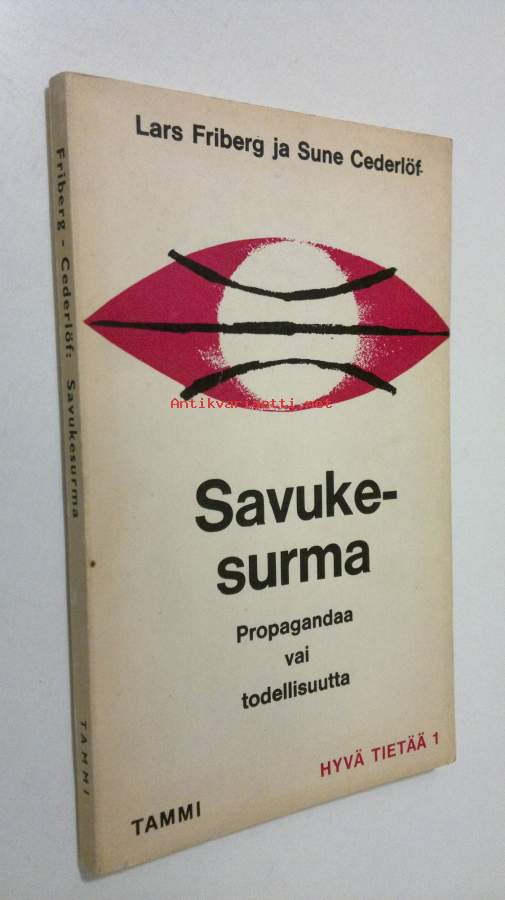 Lars Friberg ja Sune Cederlöf
Antikvariaatti.net
Savuke-
surma
Propagandaa
vai
todellisuutta
HYVÄ TIETÄÄ 1
TAMMI
Friberg - Cederlöf: Savukesurma
TAMMI